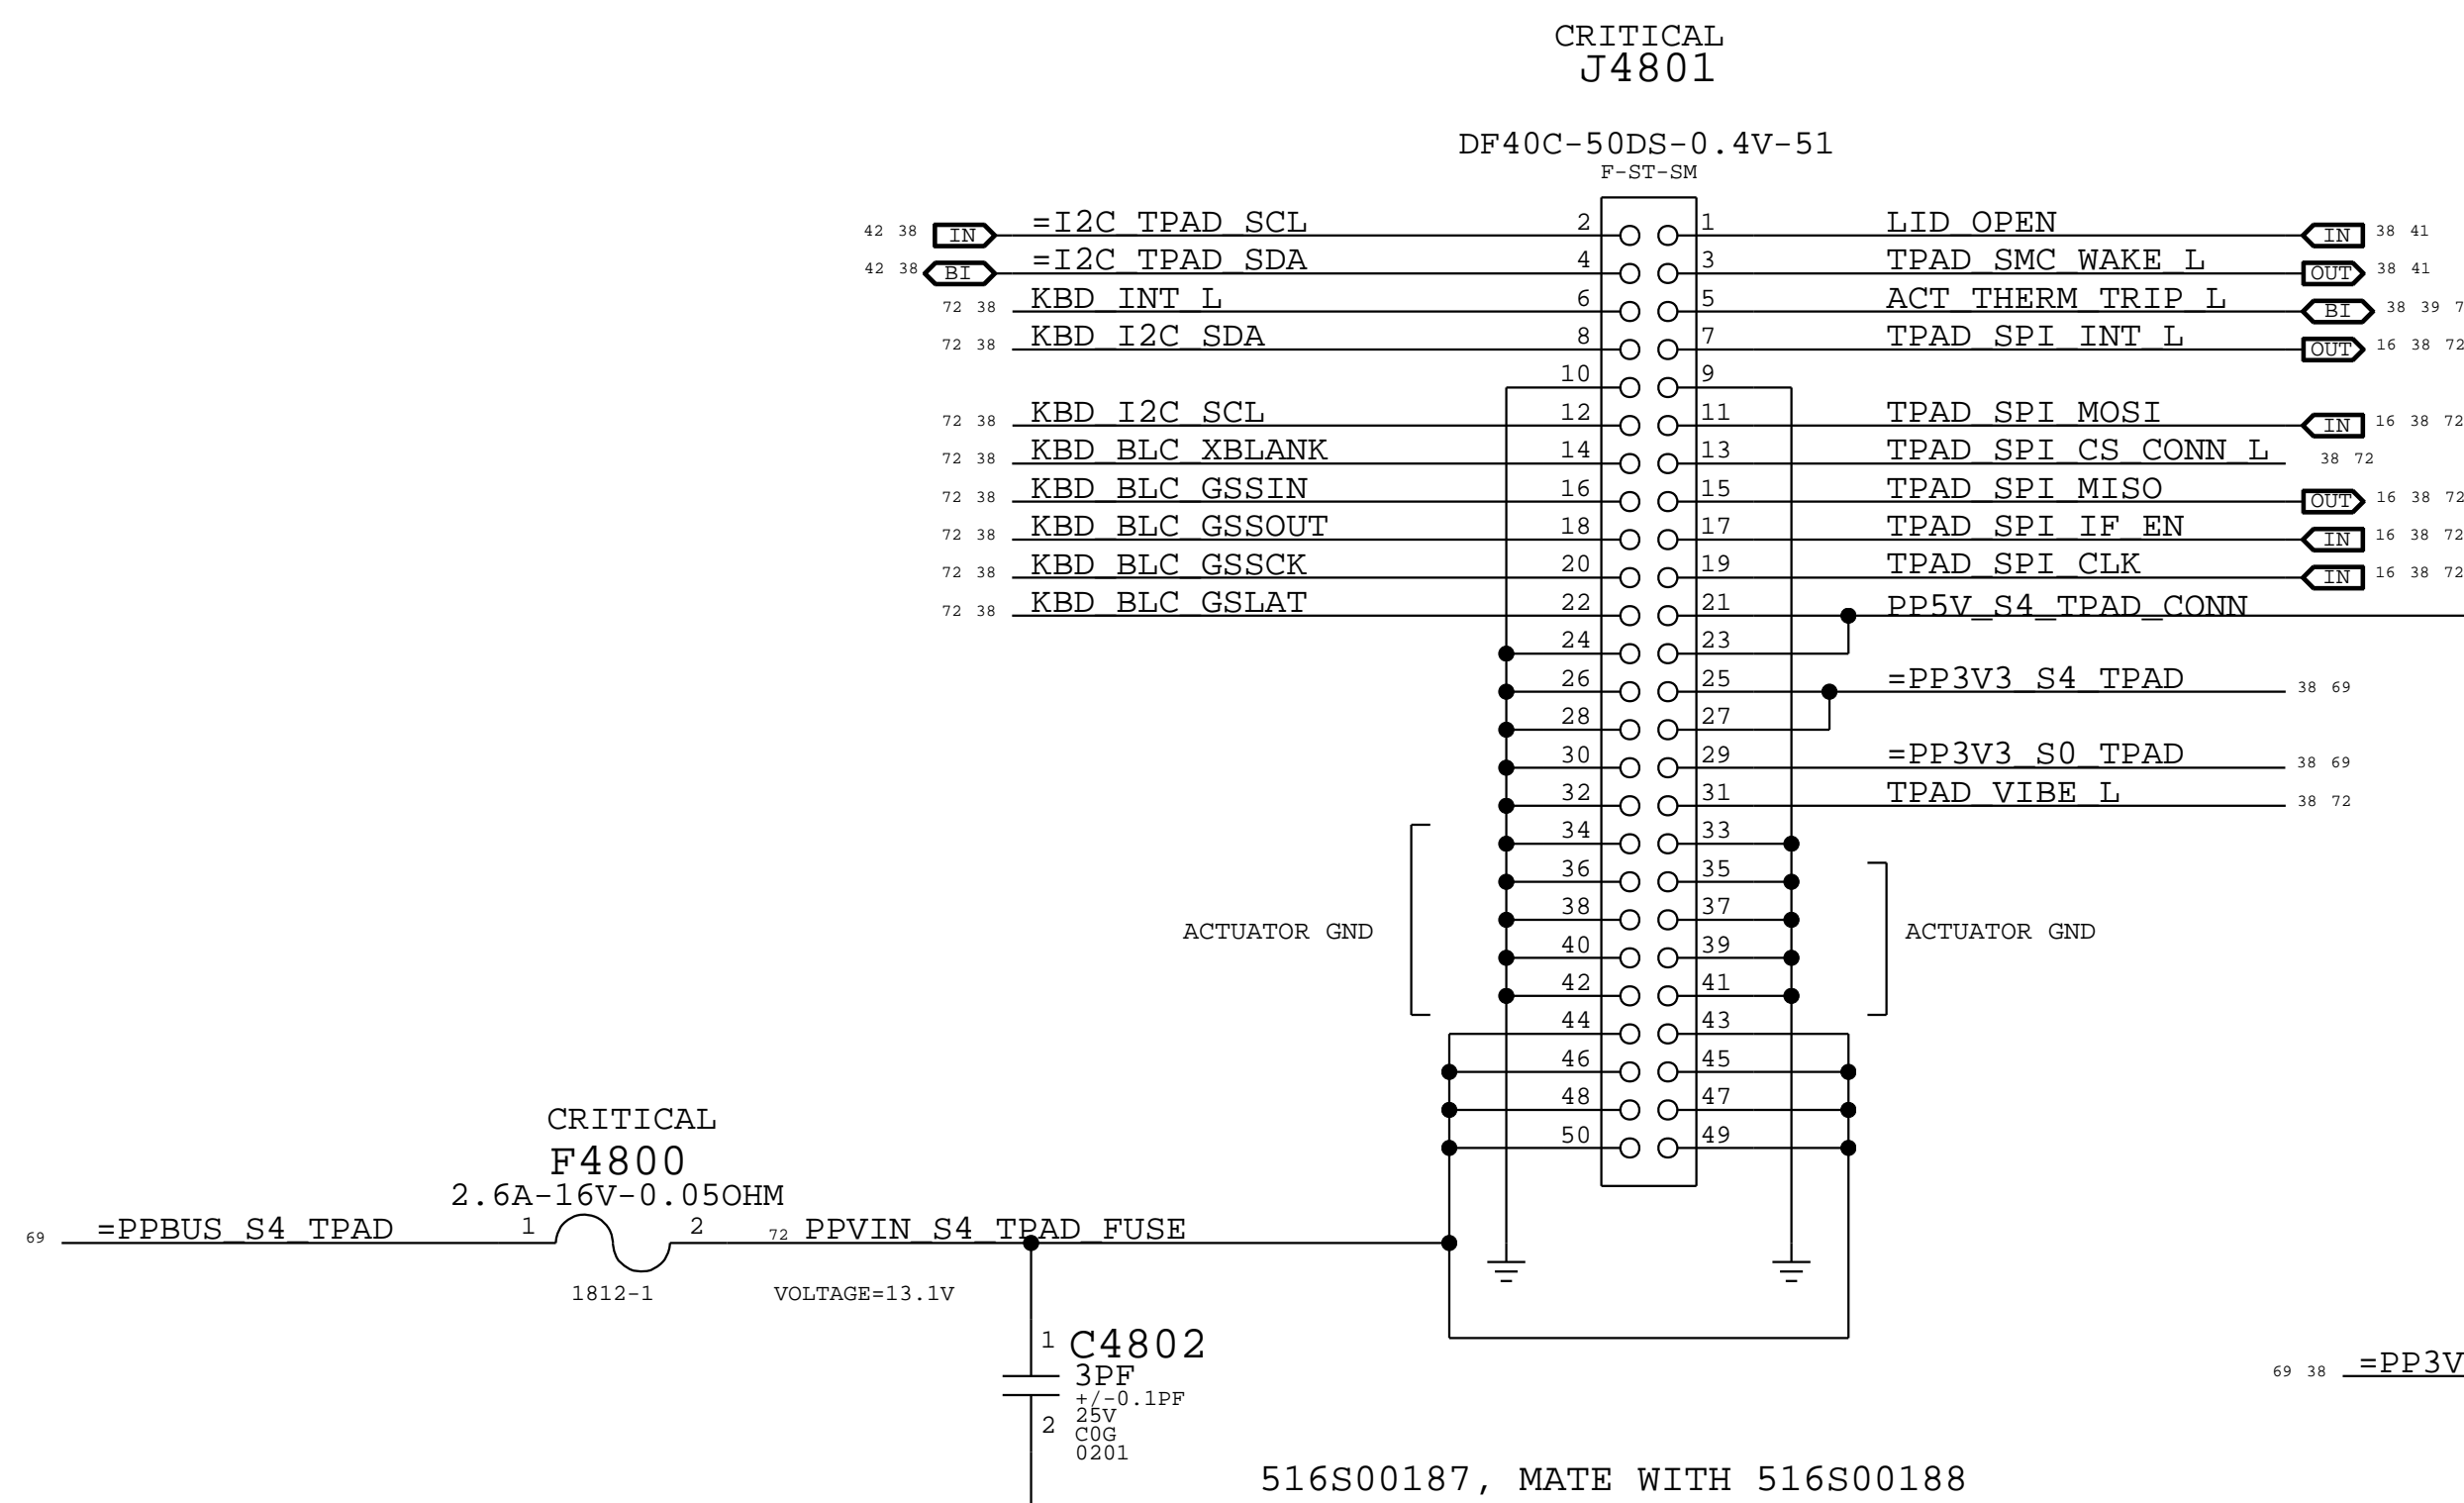 CRITICAL
J4801
DF40C-50DS-0.4V-51
F-ST-SM
42 38 IN =I2C_TPAD_SCL 2 1 LID_OPEN IN 38 41
42 38 BI =I2C_TPAD_SDA 4 3 TPAD_SMC_WAKE_L OUT 38 41
72 38 KBD_INT_L 6 5 ACT_THERM_TRIP_L BI 38 39 7
72 38 KBD_I2C_SDA 8 7 TPAD_SPI_INT_L OUT 16 38 72
10 9
72 38 KBD_I2C_SCL 12 11 TPAD_SPI_MOSI IN 16 38 72
72 38 KBD_BLC_XBLANK 14 13 TPAD_SPI_CS_CONN_L 38 72
72 38 KBD_BLC_GSSIN 16 15 TPAD_SPI_MISO OUT 16 38 72
72 38 KBD_BLC_GSSOUT 18 17 TPAD_SPI_IF_EN IN 16 38 72
72 38 KBD_BLC_GSSCK 20 19 TPAD_SPI_CLK IN 16 38 72
72 38 KBD_BLC_GSLAT 22 21 PP5V_S4_TPAD_CONN
24 23
26 25 =PP3V3_S4_TPAD 38 69
28 27
30 29 =PP3V3_S0_TPAD 38 69
32 31 TPAD_VIBE_L 38 72
34 33
36 35
38 37
ACTUATOR GND ACTUATOR GND
40 39
42 41
44 43
46 45
48 47
50 49
CRITICAL
F4800
2.6A-16V-0.05OHM
69 =PPBUS_S4_TPAD 1 2 72 PPVIN_S4_TPAD_FUSE
1812-1 VOLTAGE=13.1V
1 C4802
3PF
+/-0.1PF
25V
2 C0G
0201
69 38 =PP3V
516S00187, MATE WITH 516S00188